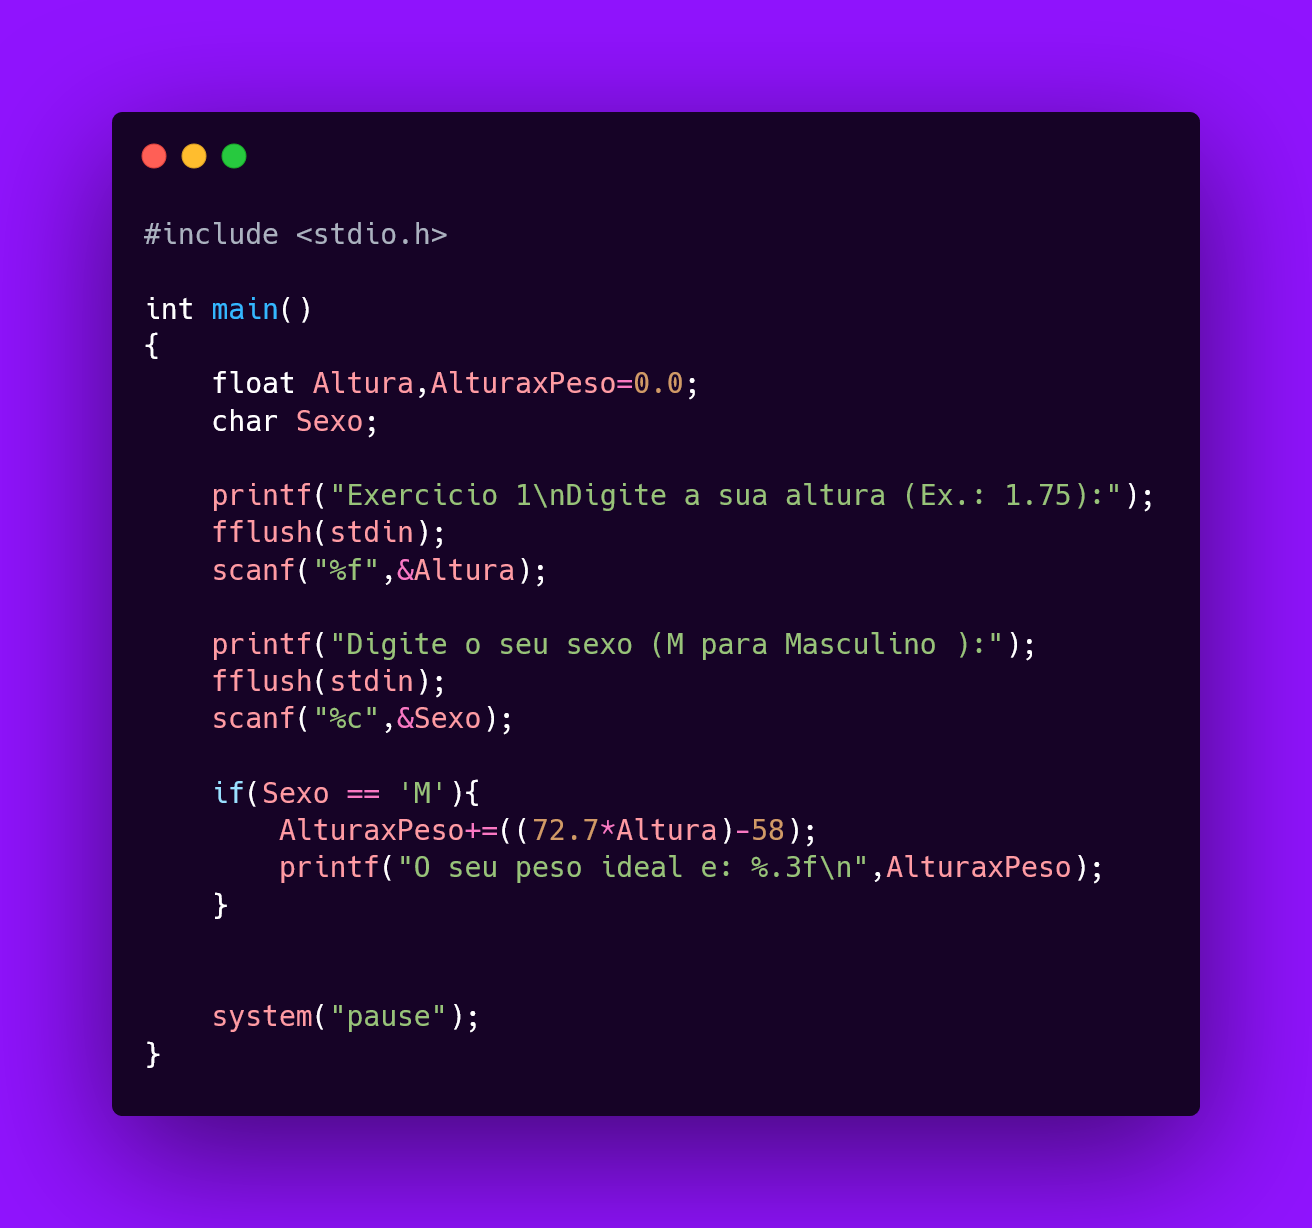 #include <stdio.h>
int main()
{
    float Altura,AlturaxPeso=0.0;
    char Sexo;
    printf("Exercicio 1\nDigite a sua altura (Ex.: 1.75):");
    fflush(stdin);
    scanf("%f",&Altura);
    printf("Digite o seu sexo (M para Masculino ):");
    fflush(stdin);
    scanf("%c",&Sexo);
    if(Sexo == 'M'){
        AlturaxPeso+=((72.7*Altura)-58);
        printf("O seu peso ideal e: %.3f\n",AlturaxPeso);
    }
    system("pause");
}